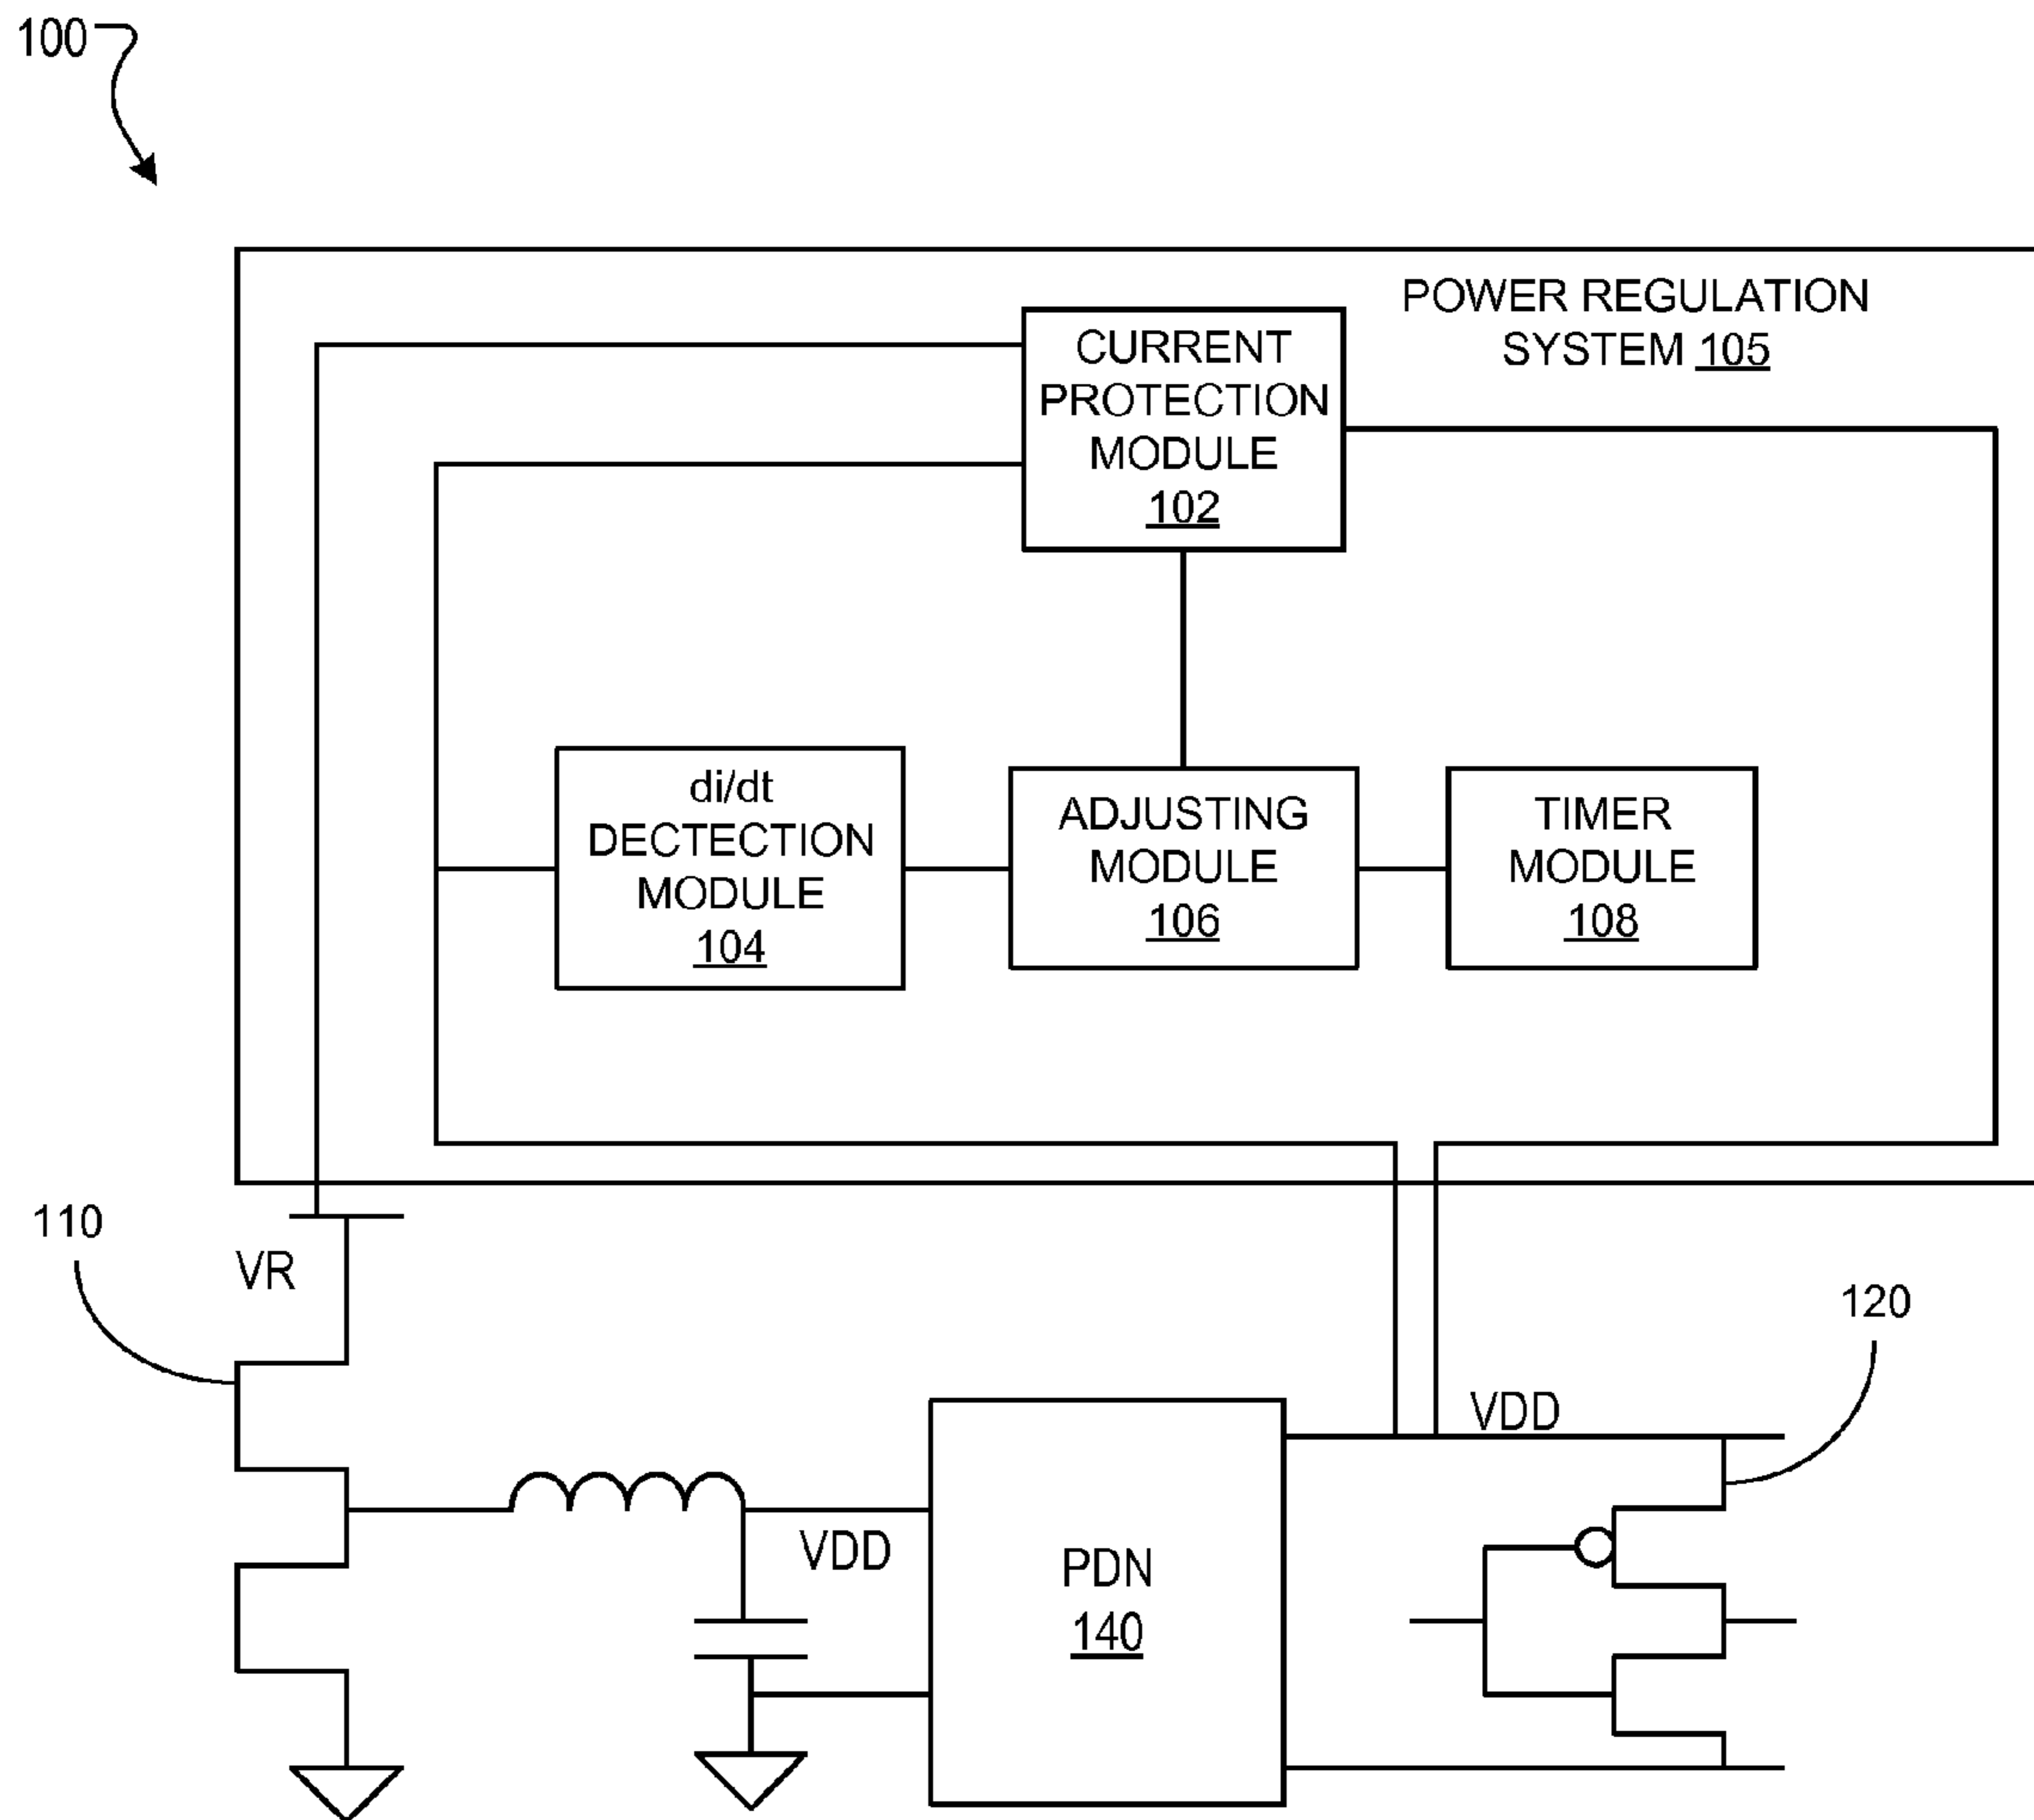 100
POWER REGULATION
SYSTEM 105
CURRENT
PROTECTION
MODULE
102
di/dt
DECTECTION
MODULE
104
ADJUSTING
MODULE
106
TIMER
MODULE
108
110
VR
120
VDD
VDD
PDN
140